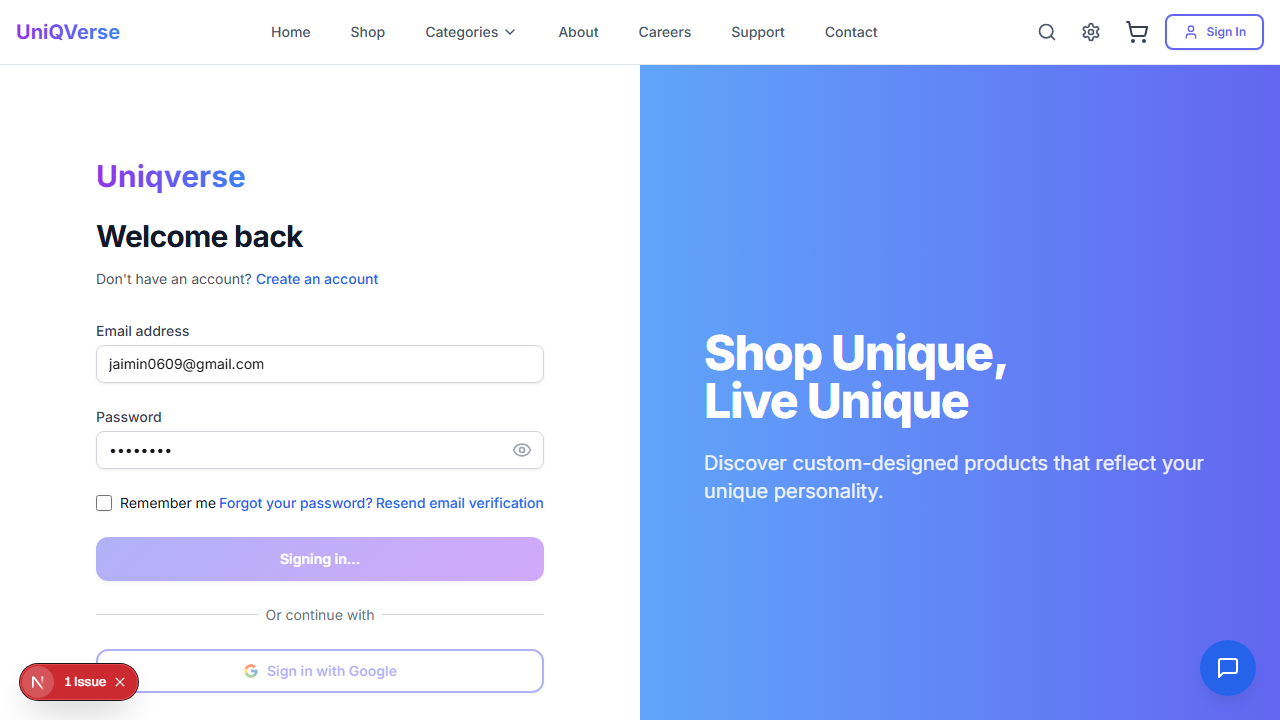 UniQVerse
Home Shop Categories About Careers Support Contact
Sign In
Uniqverse
Welcome back
Don't have an account? Create an account
Email address
jaimin0609@gmail.com
Password
••••••••
Remember me Forgot your password? Resend email verification
Signing in...
Or continue with
Sign in with Google
N 1 Issue
Shop Unique,
Live Unique
Discover custom-designed products that reflect your
unique personality.